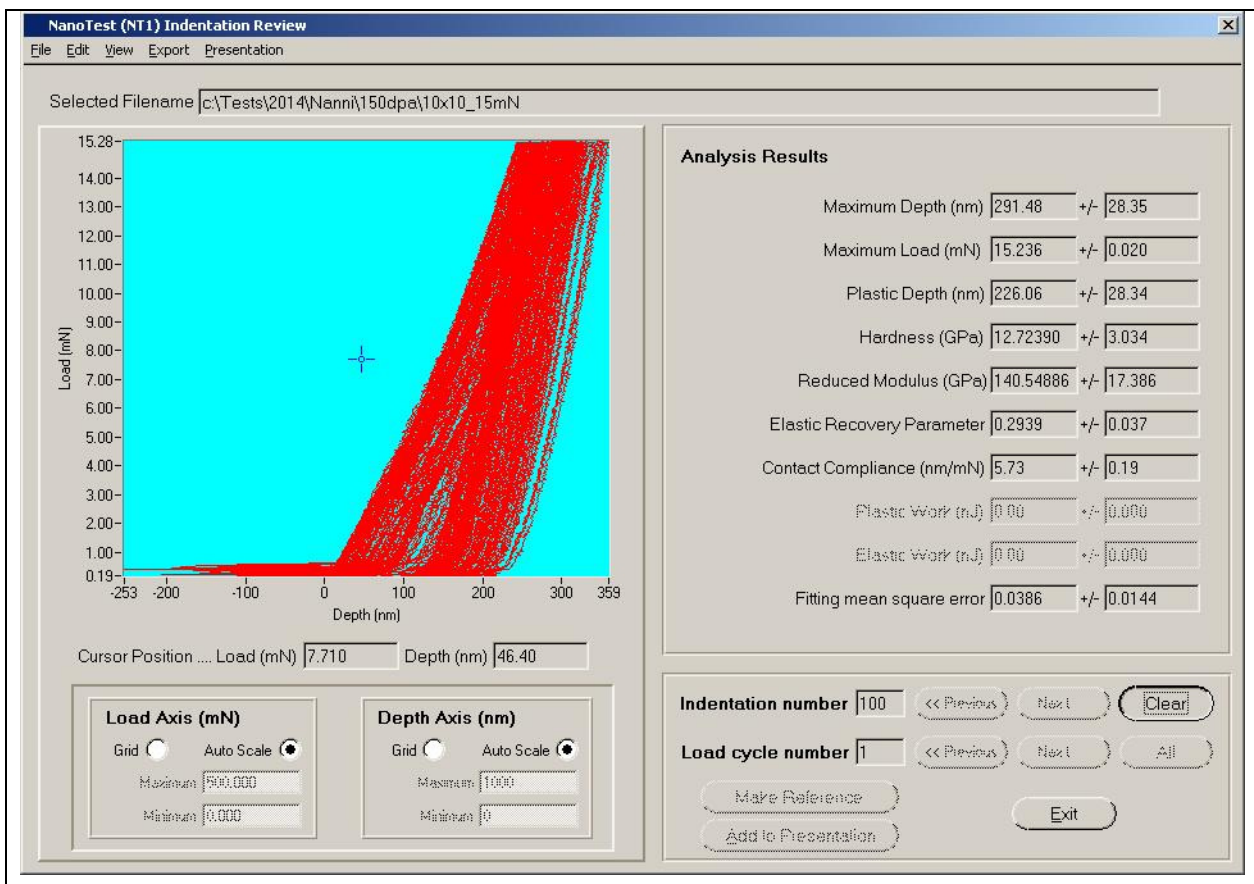 NanoTest (NT1) Indentation Review
File Edit View Export Presentation
Selected Filename c:\Tests\2014\Nanni\150dpa\10x10_15mN
15.28
14.00
13.00
12.00
11.00
10.00
9.00
8.00
7.00
6.00
5.00
4.00
3.00
2.00
1.00
0.19
Load (mN)
-253 -200 -100 0 100 200 300 359
Depth (nm)
Cursor Position .... Load (mN) 7.710 Depth (nm) 46.40
Load Axis (mN)
Grid Auto Scale
Maximum 500.000
Minimum 0.000
Depth Axis (nm)
Grid Auto Scale
Maximum 1000
Minimum 0
Analysis Results
Maximum Depth (nm) 291.48 +/- 28.35
Maximum Load (mN) 15.236 +/- 0.020
Plastic Depth (nm) 226.06 +/- 28.34
Hardness (GPa) 12.72390 +/- 3.034
Reduced Modulus (GPa) 140.54886 +/- 17.386
Elastic Recovery Parameter 0.2939 +/- 0.037
Contact Compliance (nm/mN) 5.73 +/- 0.19
Plastic Work (nJ) 0.00 +/- 0.000
Elastic Work (nJ) 0.00 +/- 0.000
Fitting mean square error 0.0386 +/- 0.0144
Indentation number 100 << Previous Next Clear
Load cycle number 1 << Previous Next All
Make Reference
Add to Presentation
Exit